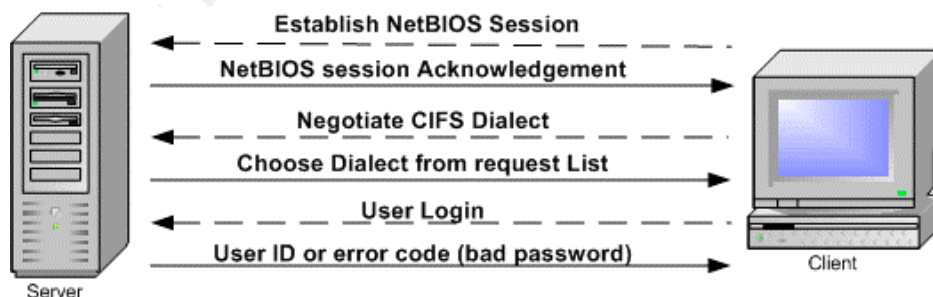 Establish NetBIOS Session
NetBIOS session Acknowledgement
Negotiate CIFS Dialect
Choose Dialect from request List
User Login
User ID or error code (bad password)
Client
Server